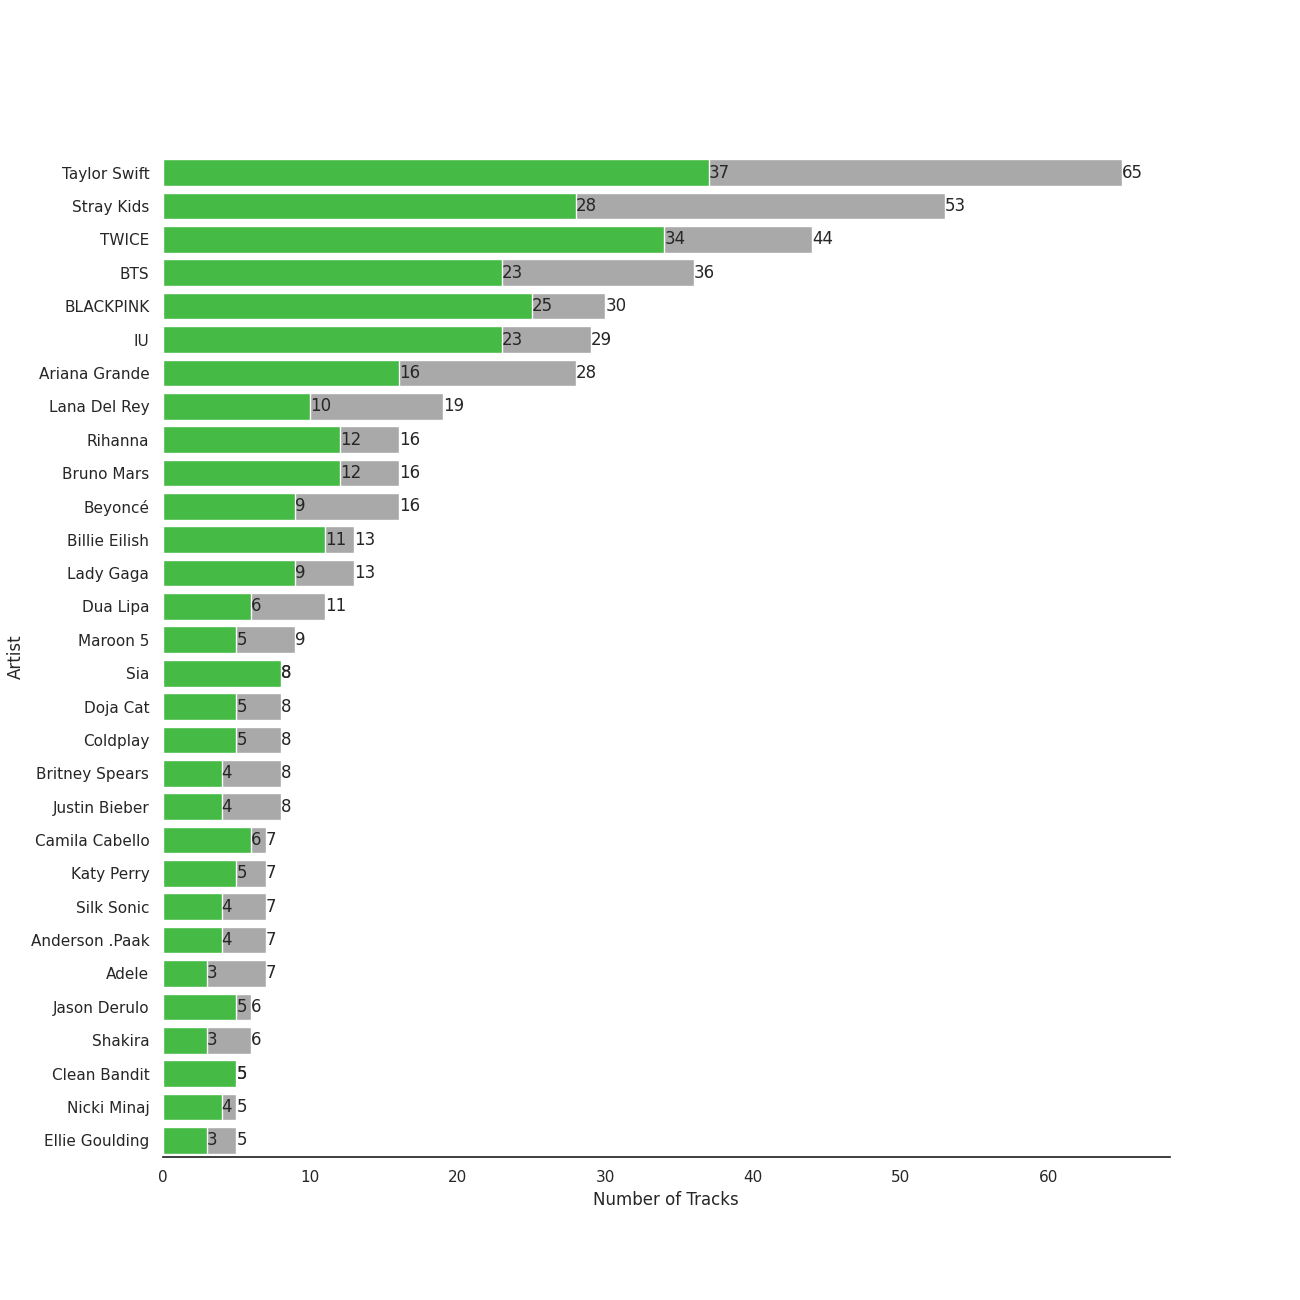 Taylor Swift 37 65
Stray Kids 28 53
TWICE 34 44
BTS 23 36
BLACKPINK 25 30
IU 23 29
Ariana Grande 16 28
Lana Del Rey 10 19
Rihanna 12 16
Bruno Mars 12 16
Beyoncé 9 16
Billie Eilish 11 13
Lady Gaga 9 13
Dua Lipa 6 11
Maroon 5 5 9
Sia 8 8
Doja Cat 5 8
Coldplay 5 8
Britney Spears 4 8
Justin Bieber 4 8
Camila Cabello 6 7
Katy Perry 5 7
Silk Sonic 4 7
Anderson .Paak 4 7
Adele 3 7
Jason Derulo 5 6
Shakira 3 6
Clean Bandit 5 5
Nicki Minaj 4 5
Ellie Goulding 3 5
0 10 20 30 40 50 60
Number of Tracks
Artist